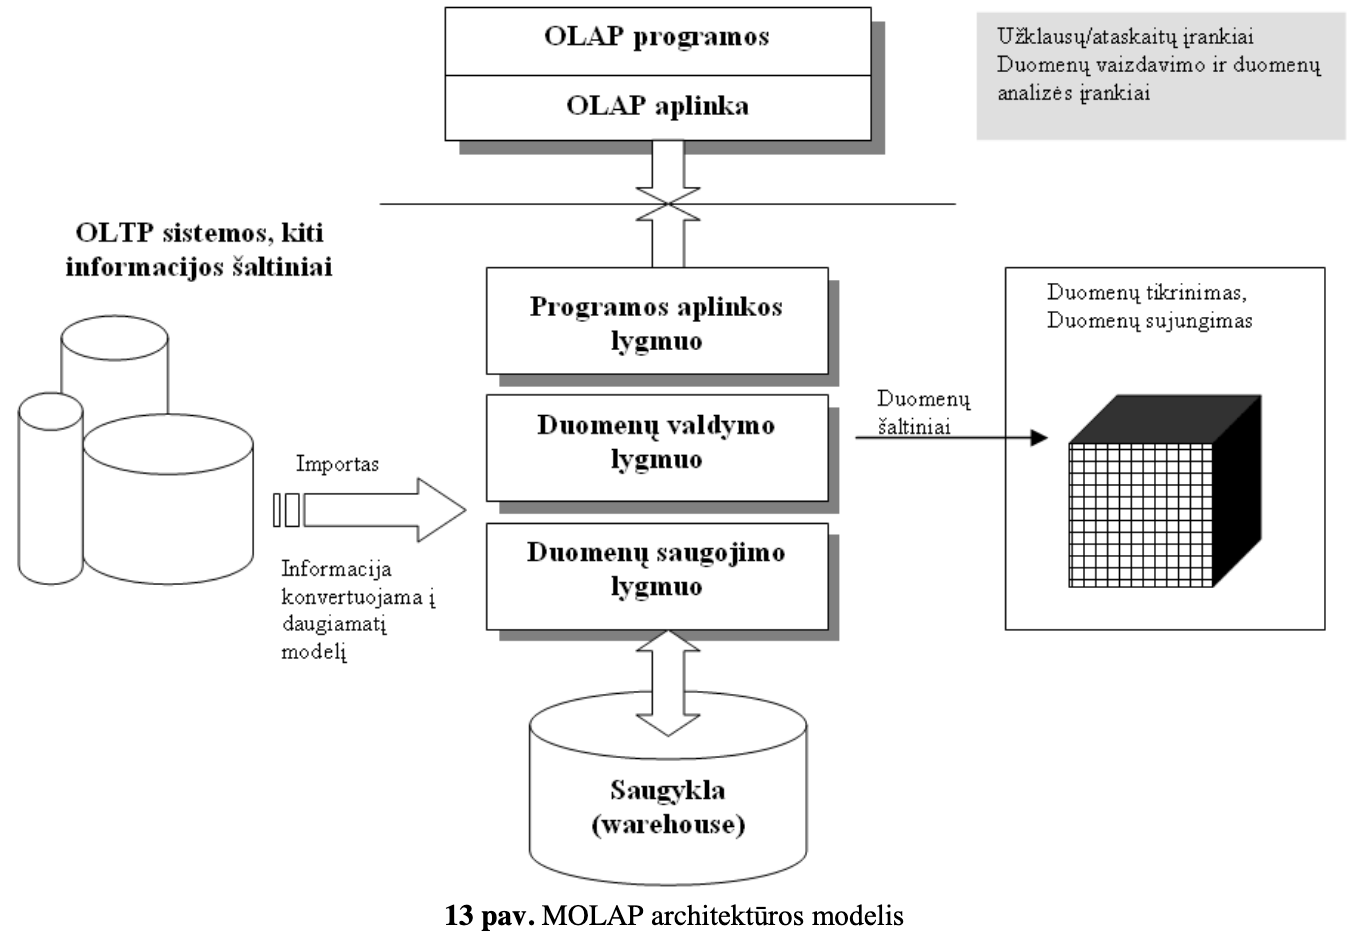 OLAP programos
OLAP aplinka
Užklausų/ataskaitų įrankiai
Duomenų vaizdavimo ir duomenų
analizės įrankiai
OLTP sistemos, kiti
informacijos šaltiniai
Programos aplinkos
lygmuo
Duomenų tikrinimas,
Duomenų sujungimas
Duomenų valdymo
lygmuo
Duomenų
šaltiniai
Importas
Duomenų saugojimo
lygmuo
Informacija
konvertuojama į
daugiamatį
modelį
Saugykla
(warehouse)
13 pav. MOLAP architektūros modelis